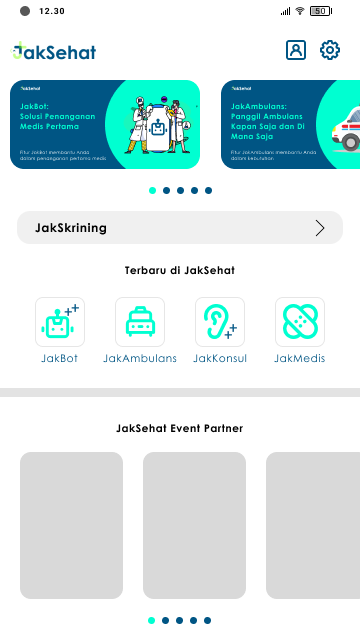 12.30
50
JakSehat
JakSehat
JakBot:
Solusi Penanganan
Medis Pertama
Fitur JakBot membantu Anda
dalam penanganan pertama medis
JakSehat
JakAmbulans:
Panggil Ambulans
Kapan Saja dan Di
Mana Saja
Fitur JakAmbulans membantu Anda
dalam kebutuhan
JakSkrining
Terbaru di JakSehat
JakBot
JakAmbulans
JakKonsul
JakMedis
JakSehat Event Partner